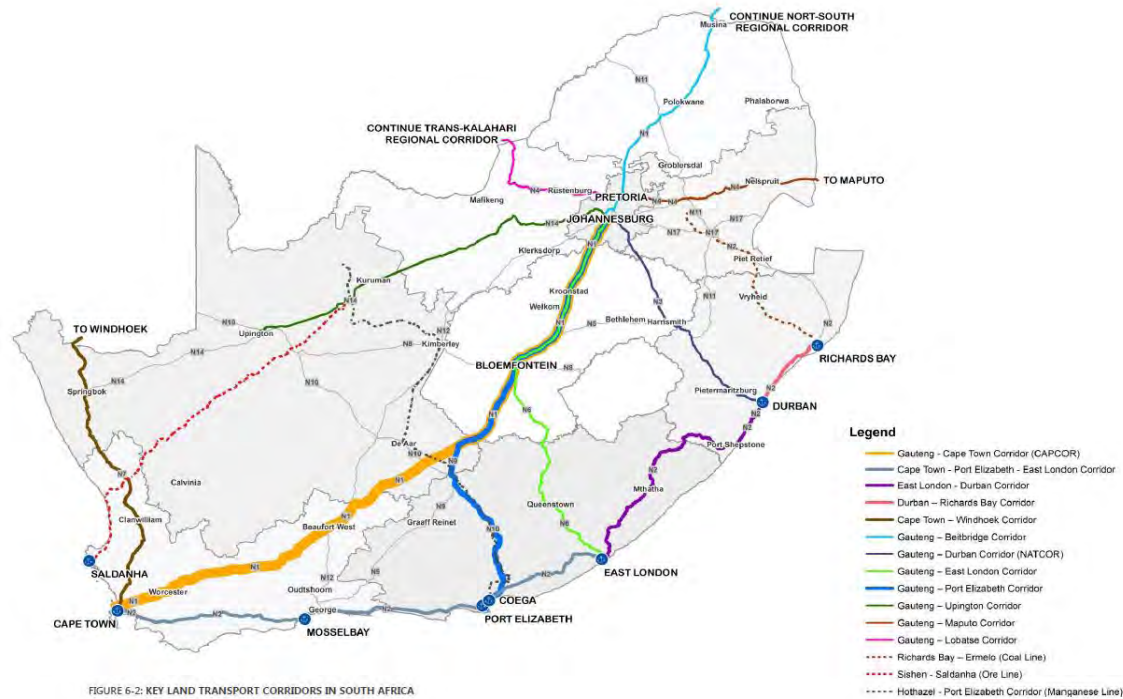 CONTINUE NORT-SOUTH
REGIONAL CORRIDOR
Musina
N11
Polokwane
Phalaborwa
N1
CONTINUE TRANS-KALAHARI
REGIONAL CORRIDOR
Groblersdal
Nelspruit
N4
TO MAPUTO
N4
Rustenburg
PRETORIA
N4
Mafikeng
JOHANNESBURG
N11
N14
N17
N17
N17
N1
N2
Klerksdorp
Piet Retief
Kuruman
Kroonstad
Vryheid
N14
Welkom
N2
N11
TO WINDHOEK
N10
Upington
N12
N1
N5
Bethlehem
Harrismith
N2
N14
N8
Kimberley
RICHARDS BAY
BLOEMFONTEIN
N8
N14
N10
Springbok
Pietermaritzburg
N2
DURBAN
N1
N6
N2
De Aar
Port Shepstone
N10
N9
N7
N1
N2
Calvinia
Mthatha
Clanwilliam
Queenstown
N9
N1
Beaufort West
Graaff Reinet
N10
N6
SALDANHA
N1
EAST LONDON
N12
N9
N2
Worcester
Oudtshoorn
N1
COEGA
N2
N2
George
N2
PORT ELIZABETH
CAPE TOWN
MOSSELBAY
Legend
Gauteng - Cape Town Corridor (CAPCOR)
Cape Town - Port Elizabeth - East London Corridor
East London - Durban Corridor
Durban – Richards Bay Corridor
Cape Town – Windhoek Corridor
Gauteng – Beitbridge Corridor
Gauteng – Durban Corridor (NATCOR)
Gauteng – East London Corridor
Gauteng – Port Elizabeth Corridor
Gauteng – Upington Corridor
Gauteng – Maputo Corridor
Gauteng – Lobatse Corridor
Richards Bay – Ermelo (Coal Line)
Sishen - Saldanha (Ore Line)
Hothazel - Port Elizabeth Corridor (Manganese Line)
FIGURE 6-2: KEY LAND TRANSPORT CORRIDORS IN SOUTH AFRICA